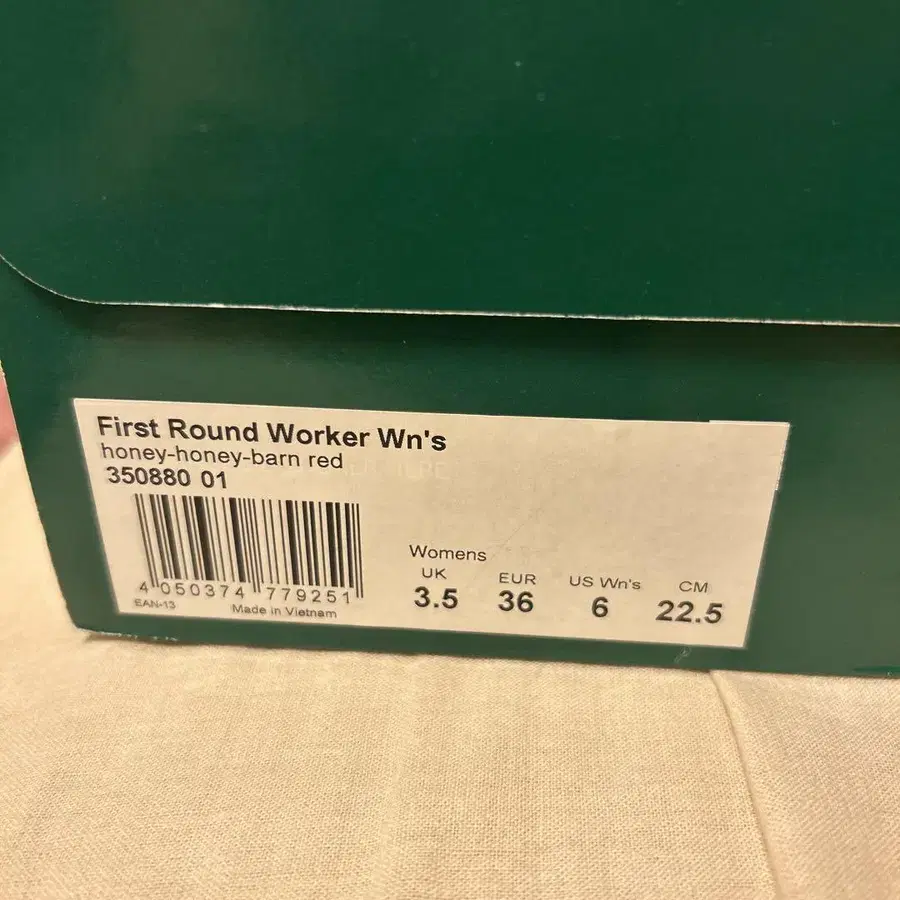 First Round Worker Wn's
honey-honey-barn red
350880 01
4 050374 779251
EAN-13
Made in Vietnam
Womens
UK EUR US Wn's CM
3.5 36 6 22.5